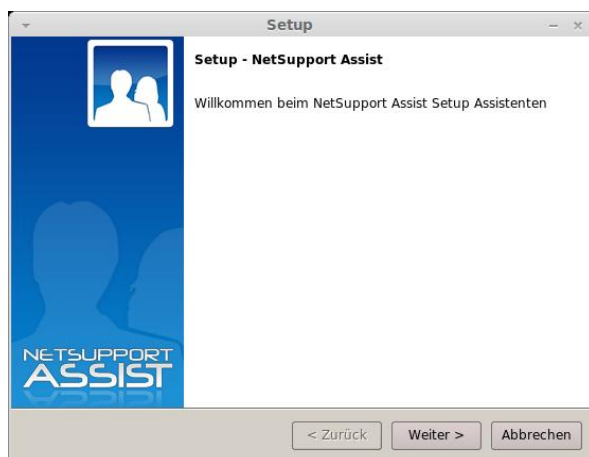 Setup
Setup - NetSupport Assist
Willkommen beim NetSupport Assist Setup Assistenten
NETSUPPORT
ASSIST
< Zurück
Weiter >
Abbrechen